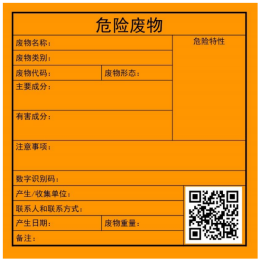 危险废物
废物名称：
危险特性
废物类别：
废物代码：
废物形态：
主要成分：
有害成分：
注意事项：
数字识别码：
产生/收集单位：
联系人和联系方式：
产生日期：
废物重量：
备注：